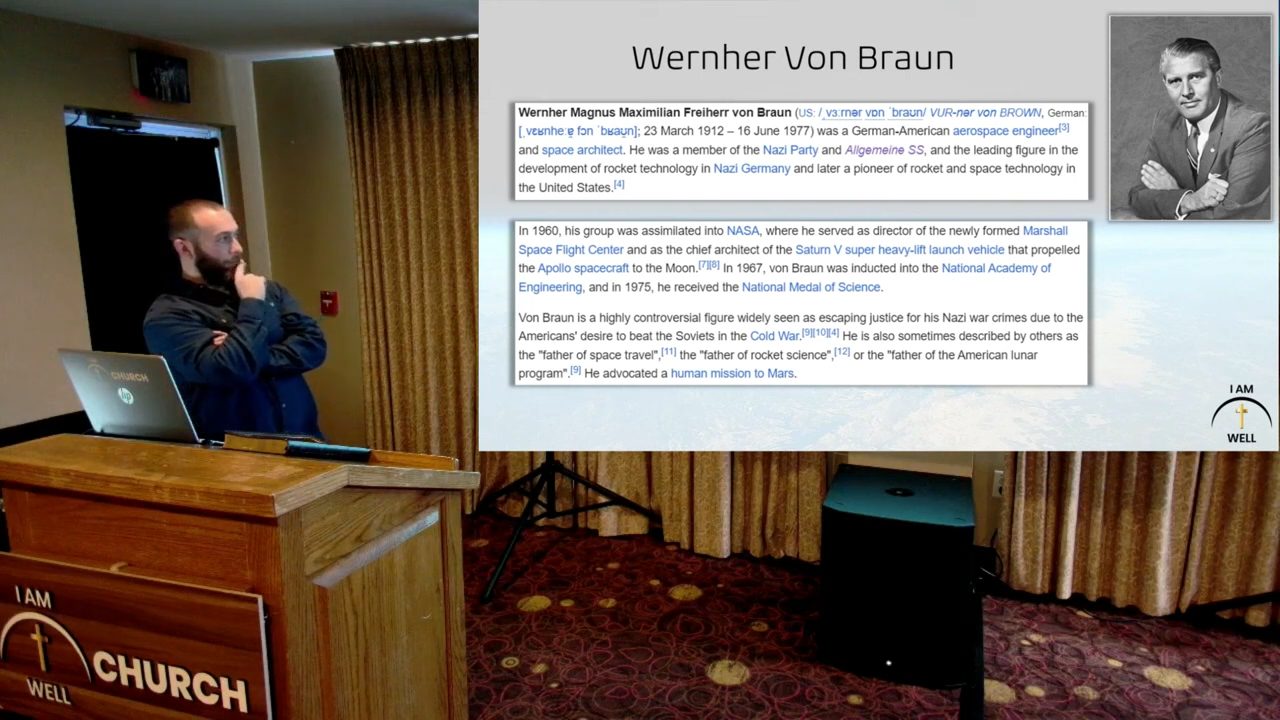 Wernher Von Braun
Wernher Magnus Maximilian Freiherr von Braun (US: /ˌvɜːrnər vɒn ˈbraʊn/ VUR-nər von BROWN, German:
[ˌvɛʁnheːɐ̯ fɔn ˈbʁaʊ̯n]; 23 March 1912 – 16 June 1977) was a German-American aerospace engineer[3]
and space architect. He was a member of the Nazi Party and Allgemeine SS, and the leading figure in the
development of rocket technology in Nazi Germany and later a pioneer of rocket and space technology in
the United States.[4]
In 1960, his group was assimilated into NASA, where he served as director of the newly formed Marshall
Space Flight Center and as the chief architect of the Saturn V super heavy-lift launch vehicle that propelled
the Apollo spacecraft to the Moon.[7][8] In 1967, von Braun was inducted into the National Academy of
Engineering, and in 1975, he received the National Medal of Science.
Von Braun is a highly controversial figure widely seen as escaping justice for his Nazi war crimes due to the
Americans' desire to beat the Soviets in the Cold War.[9][10][4] He is also sometimes described by others as
the "father of space travel",[11] the "father of rocket science",[12] or the "father of the American lunar
program".[9] He advocated a human mission to Mars.
I AM
WELL
CHURCH
hp
I AM
WELL
CHURCH